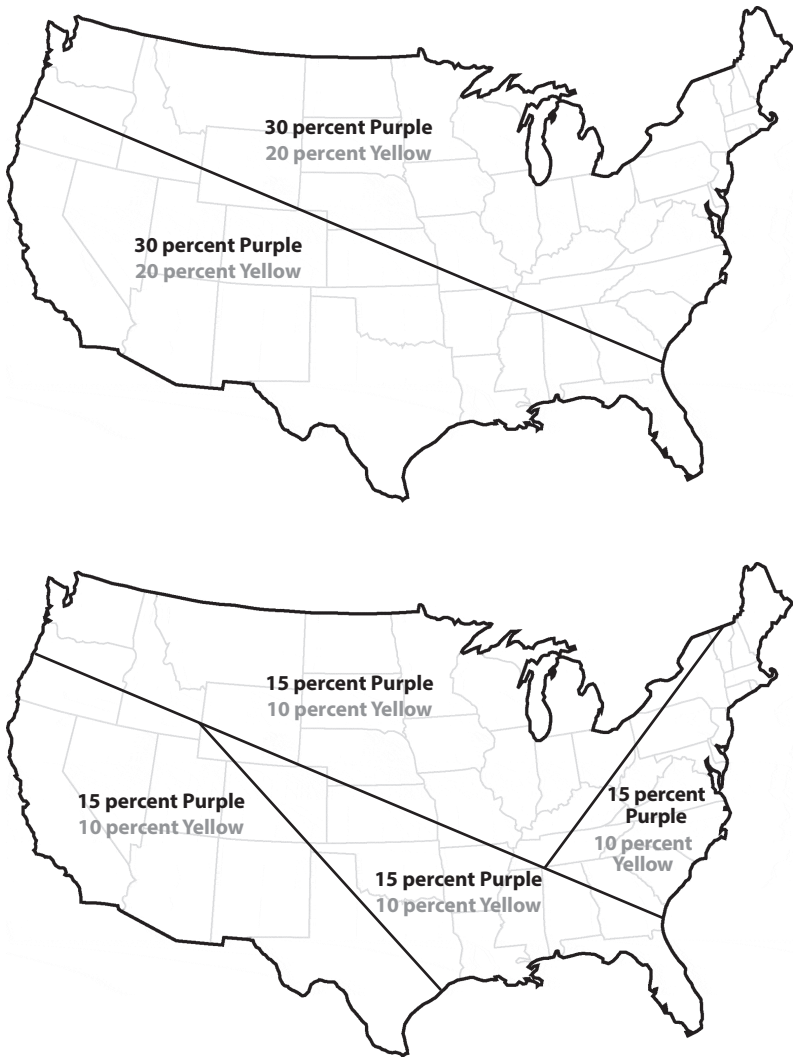 30 percent Purple
20 percent Yellow
30 percent Purple
20 percent Yellow
15 percent Purple
10 percent Yellow
15 percent Purple
10 percent Yellow
15 percent
Purple
10 percent
Yellow
15 percent Purple
10 percent Yellow